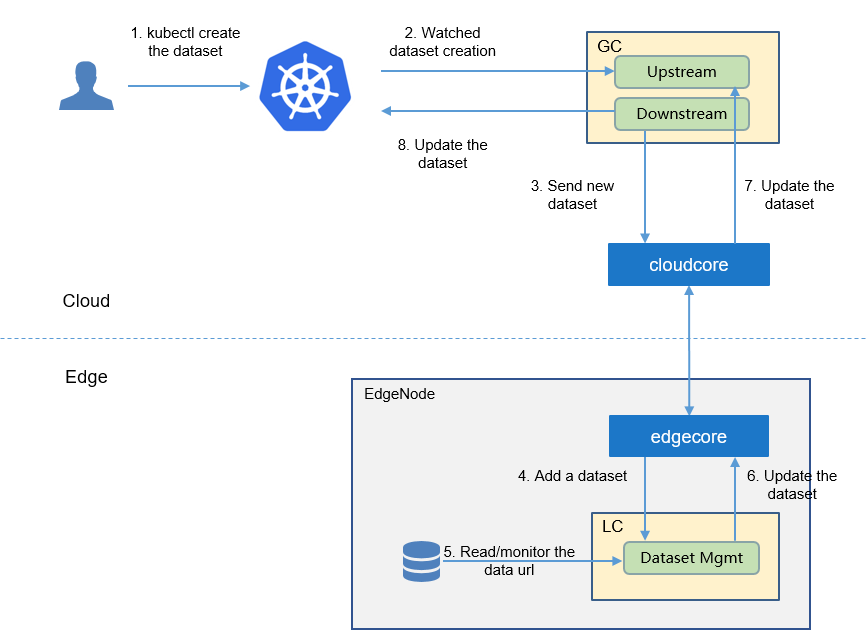 1. kubectl create
the dataset
2. Watched
dataset creation
GC
Upstream
Downstream
8. Update the
dataset
3. Send new
dataset
7. Update the
dataset
cloudcore
Cloud
Edge
EdgeNode
edgecore
4. Add a dataset
6. Update the
dataset
LC
5. Read/monitor the
data url
Dataset Mgmt